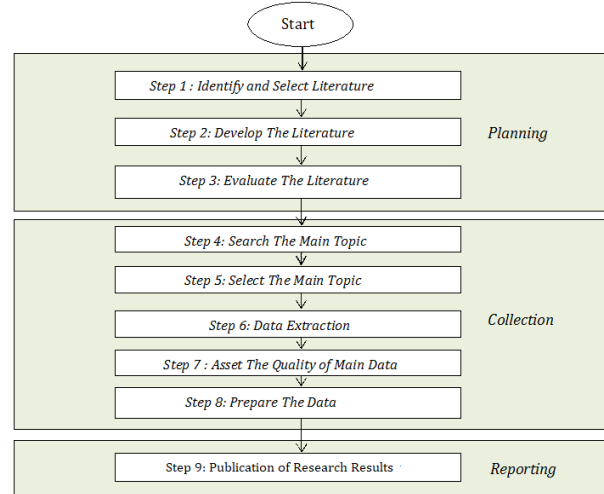 Start
Step 1 : Identify and Select Literature
Step 2: Develop The Literature
Planning
Step 3: Evaluate The Literature
Step 4: Search The Main Topic
Step 5: Select The Main Topic
Step 6: Data Extraction
Collection
Step 7 : Asset The Quality of Main Data
Step 8: Prepare The Data
Step 9: Publication of Research Results
Reporting